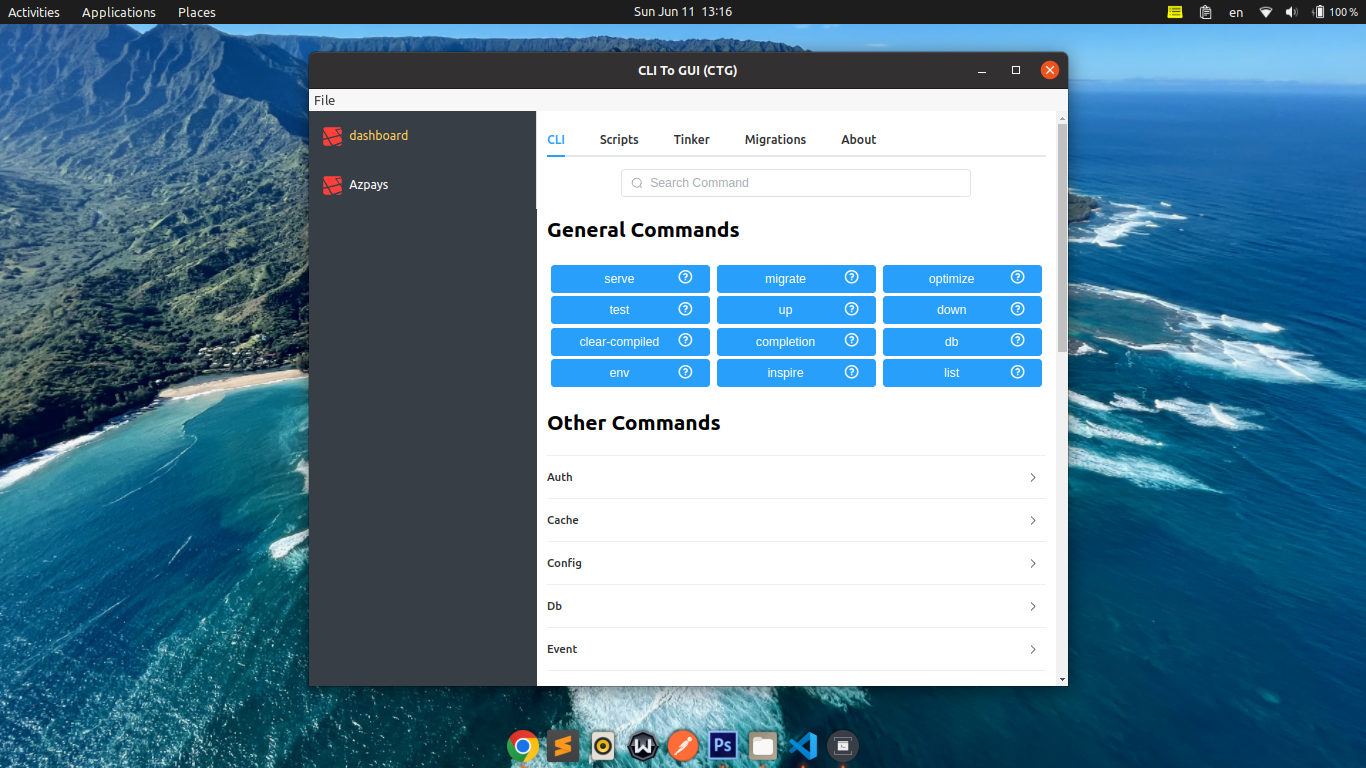 Activities Applications Places Sun Jun 11 13:16 en 100 %
CLI To GUI (CTG)
File
dashboard
Azpays
CLI Scripts Tinker Migrations About
Search Command
General Commands
serve migrate optimize
test up down
clear-compiled completion db
env inspire list
Other Commands
Auth
Cache
Config
Db
Event
W Ps